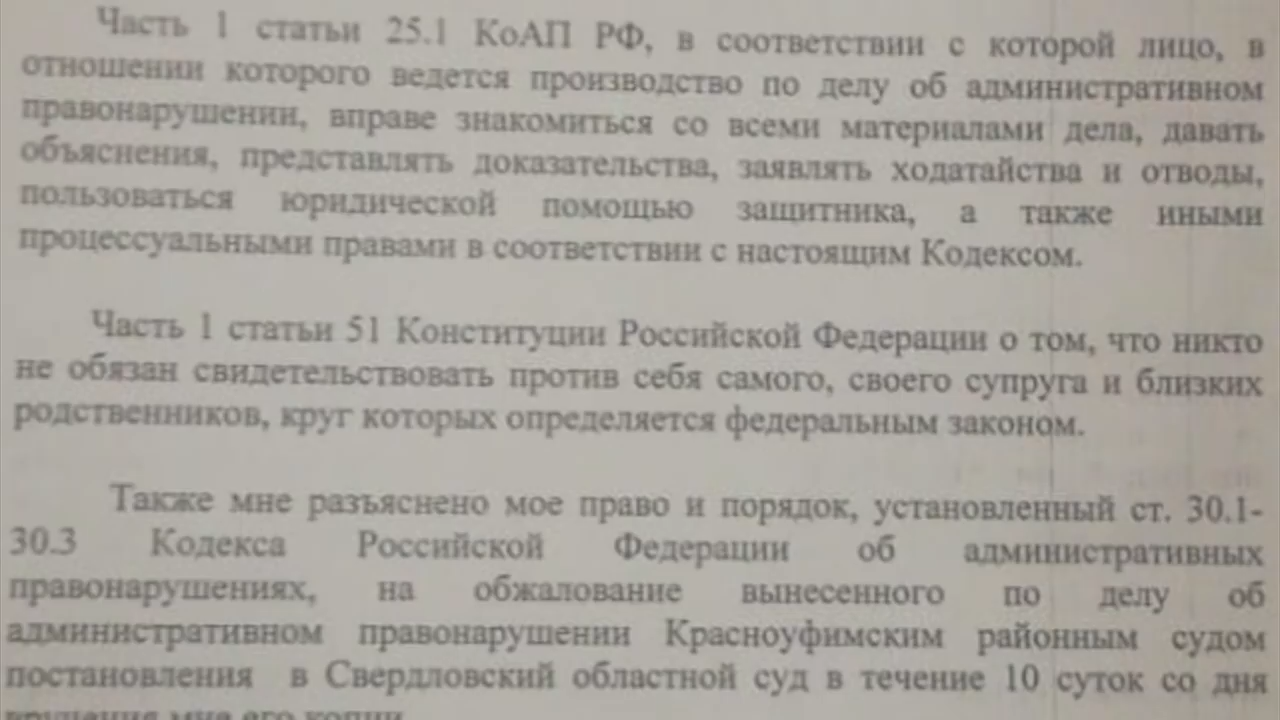 Часть 1 статьи 25.1 КоАП РФ, в соответствии с которой лицо, в
отношении которого ведется производство по делу об административном
правонарушении, вправе знакомиться со всеми материалами дела, давать
объяснения, представлять доказательства, заявлять ходатайства и отводы,
пользоваться юридической помощью защитника, а также иными
процессуальными правами в соответствии с настоящим Кодексом.
Часть 1 статьи 51 Конституции Российской Федерации о том, что никто
не обязан свидетельствовать против себя самого, своего супруга и близких
родственников, круг которых определяется федеральным законом.
Также мне разъяснено мое право и порядок, установленный ст. 30.1-
30.3 Кодекса Российской Федерации об административных
правонарушениях, на обжалование вынесенного по делу об
административном правонарушении Красноуфимским районным судом
постановления в Свердловский областной суд в течение 10 суток со дня
вручения мне его копии.